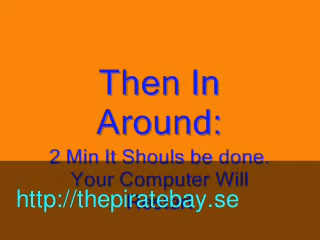 Then In
Around:
2 Min It Shouls be done.
Your Computer Will
http://thepiratebay.se